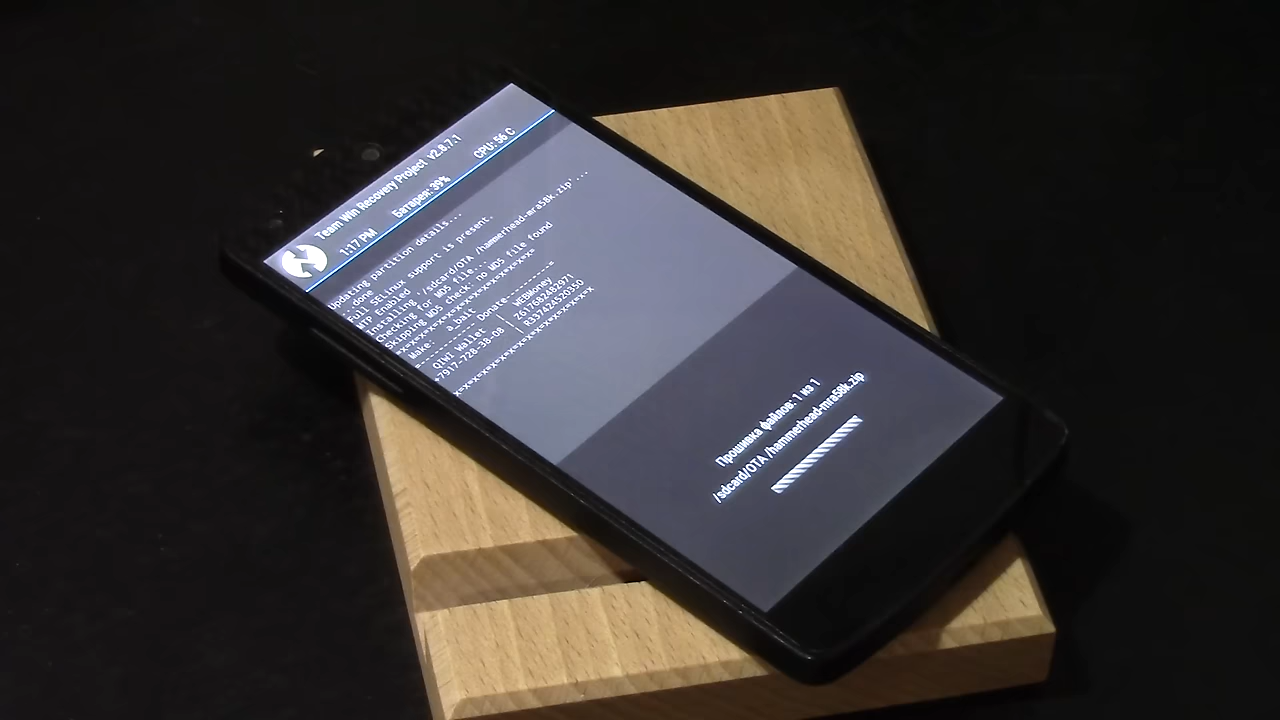 Team Win Recovery Project v2.8.7.1
1:17 PM Батарея: 39% CPU: 56 C
Updating partition details...
...done
Full SELinux support is present.
MTP Enabled
Installing '/sdcard/OTA /hammerhead-mra58k.zip'...
Checking for MD5 file...
Skipping MD5 check: no MD5 file found
Make: a_bait
Donate
QIWI Wallet | WEBMoney
+7917-728-38-08
Прошивка файлов: 1 из 1
/sdcard/OTA /hammerhead-mra58k.zip